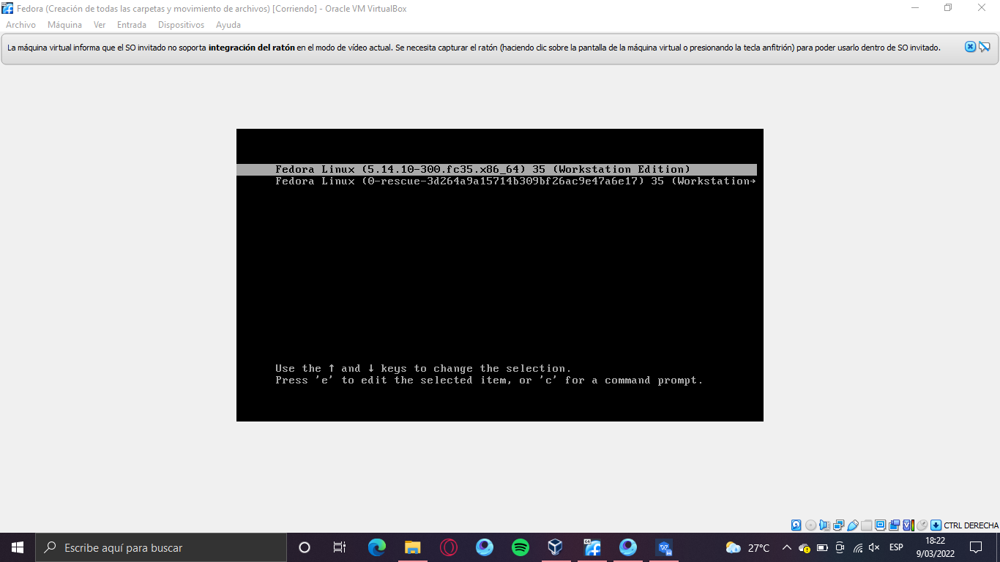 Fedora (Creación de todas las carpetas y movimiento de archivos) [Corriendo] - Oracle VM VirtualBox
Archivo Máquina Ver Entrada Dispositivos Ayuda
La máquina virtual informa que el SO invitado no soporta integración del ratón en el modo de vídeo actual. Se necesita capturar el ratón (haciendo clic sobre la pantalla de la máquina virtual o presionando la tecla anfitrión) para poder usarlo dentro de SO invitado.
Fedora Linux (5.14.10-300.fc35.x86_64) 35 (Workstation Edition)
Fedora Linux (0-rescue-3d264a9a15714b309bf26ac9e47a6e17) 35 (Workstation→
Use the ↑ and ↓ keys to change the selection.
Press 'e' to edit the selected item, or 'c' for a command prompt.
CTRL DERECHA
Escribe aquí para buscar
27°C
ESP
18:22
9/03/2022